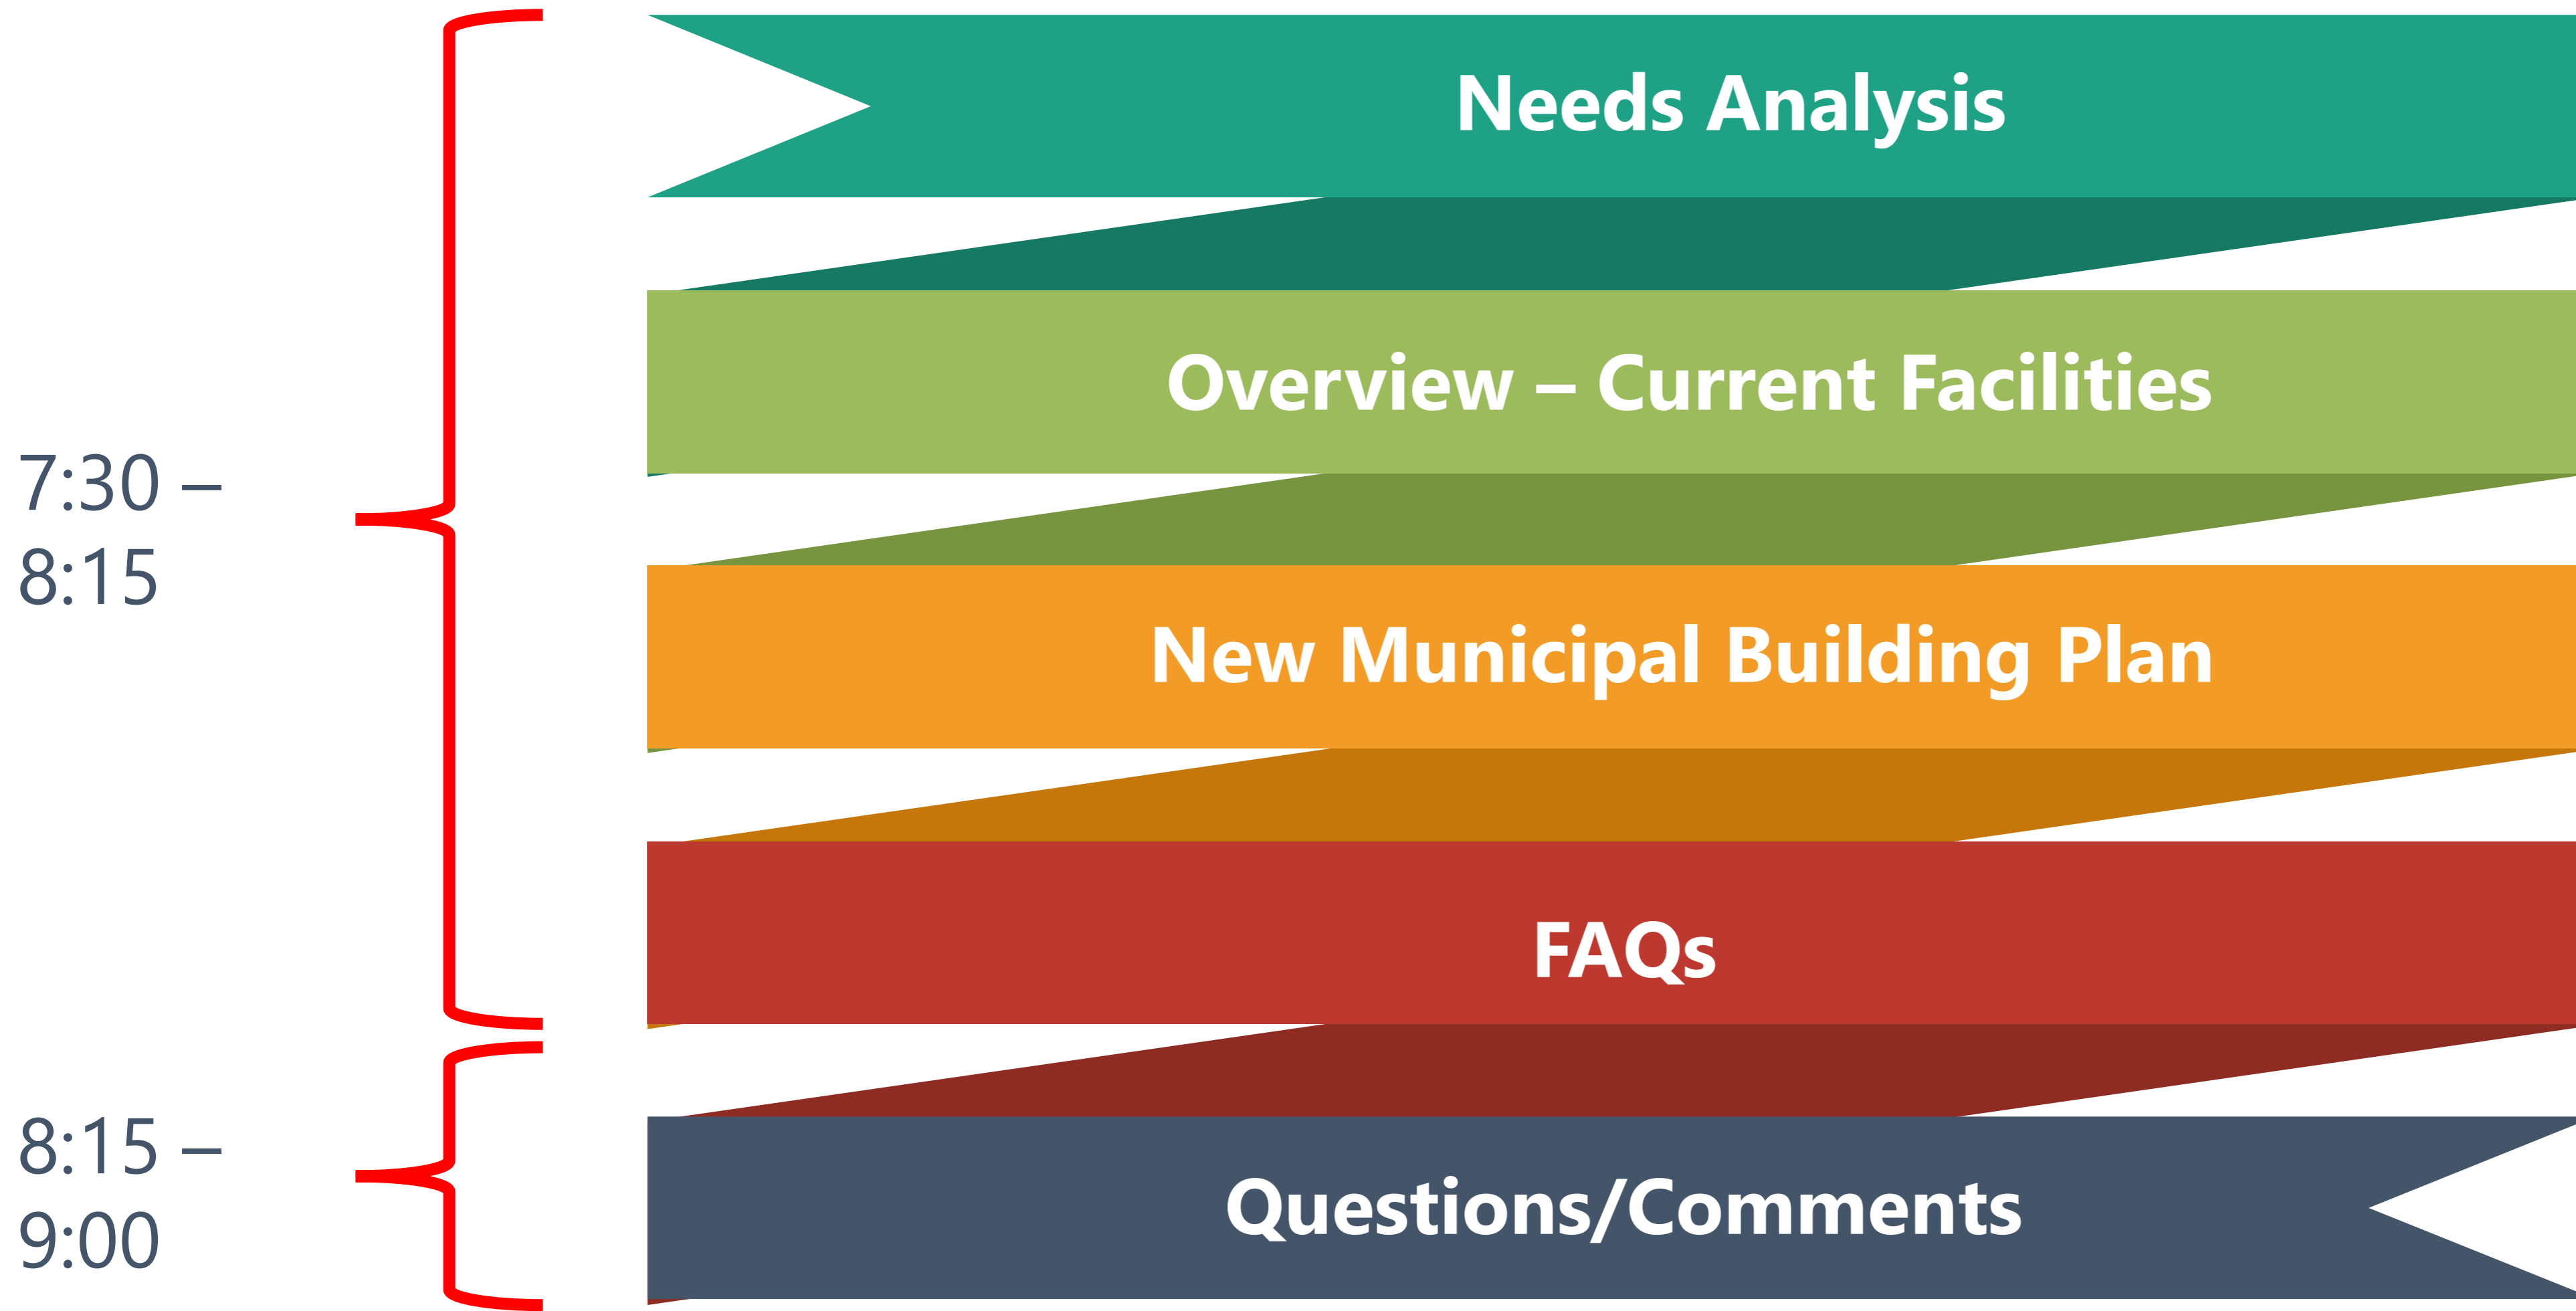 Needs Analysis
Overview – Current Facilities
7:30 –
8:15
New Municipal Building Plan
FAQs
8:15 –
9:00
Questions/Comments